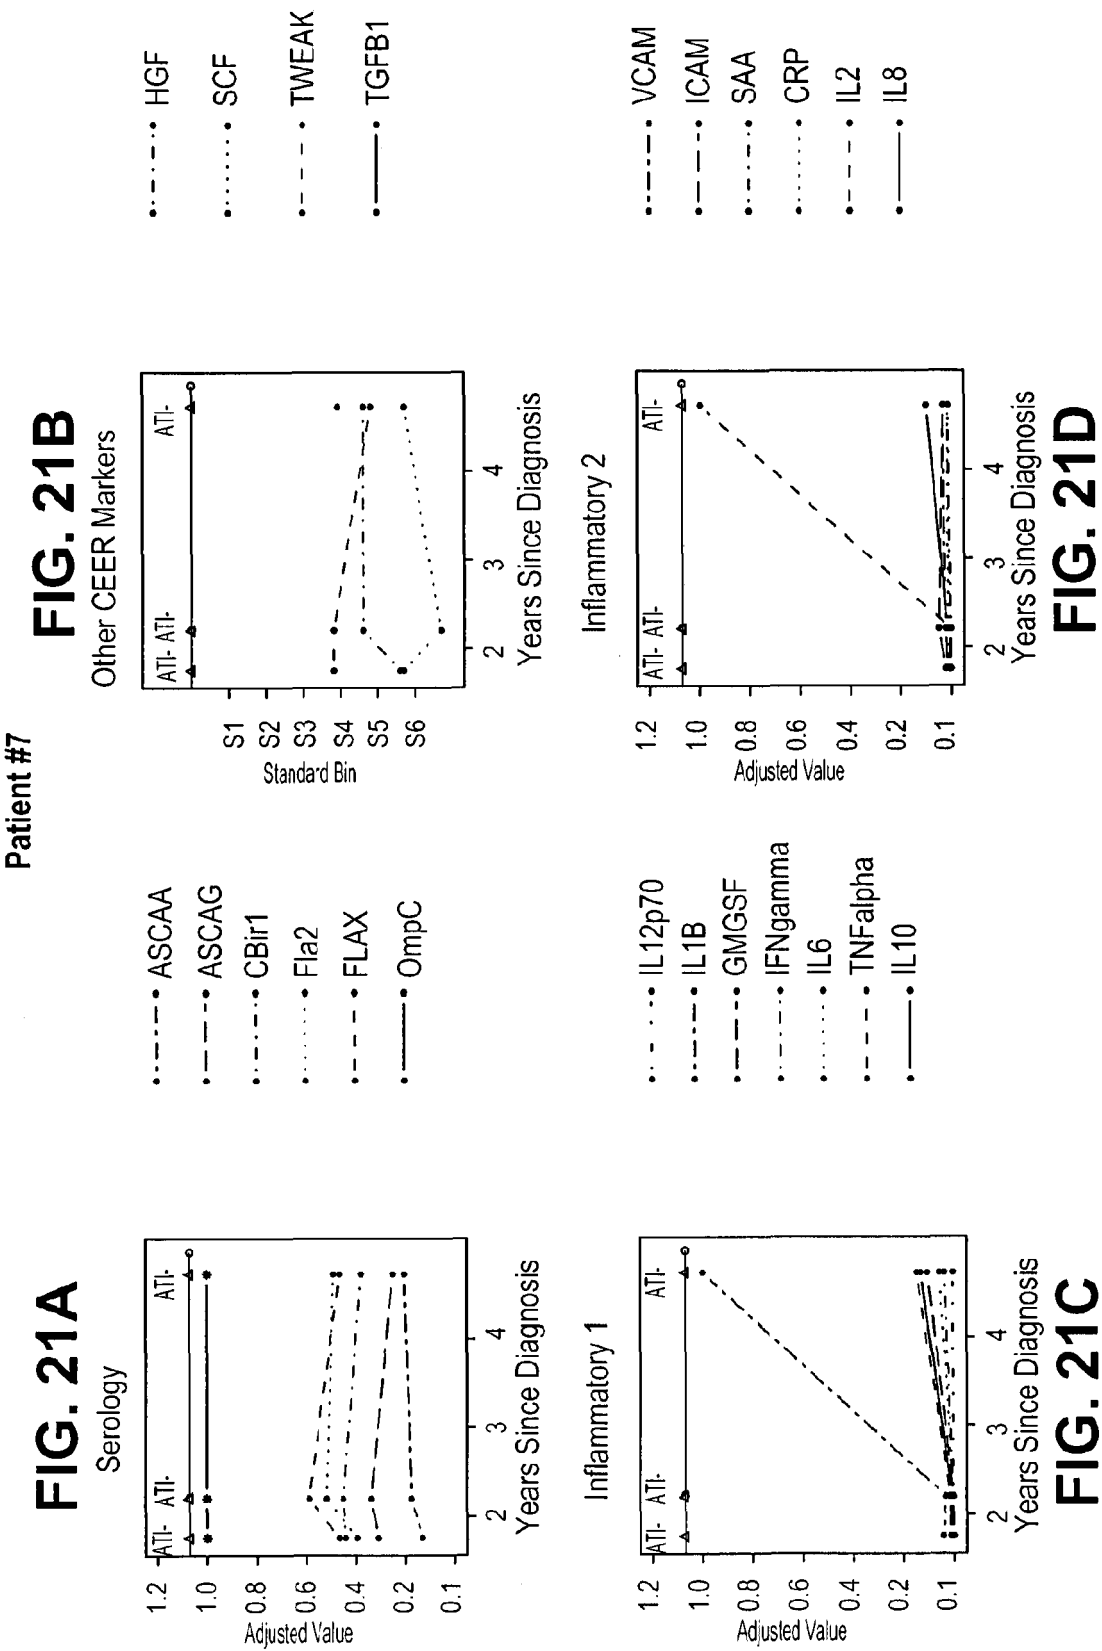 Patient #7
FIG. 21A
Serology
ATI- ATI-
ATI-
1.2
1.0
0.8
0.6
0.4
0.2
0.1
Adjusted Value
2
3
4
Years Since Diagnosis
ASCAA
ASCAG
CBir1
Fla2
FLAX
OmpC
FIG. 21B
Other CEER Markers
ATI- ATI-
ATI-
S1
S2
S3
S4
S5
S6
Standard Bin
2
3
4
Years Since Diagnosis
HGF
SCF
TWEAK
TGFB1
Inflammatory 1
ATI- ATI-
ATI-
1.2
1.0
0.8
0.6
0.4
0.2
0.1
Adjusted Value
2
3
4
Years Since Diagnosis
FIG. 21C
IL12p70
IL1B
GMGSF
IFNgamma
IL6
TNFalpha
IL10
Inflammatory 2
ATI- ATI-
ATI-
1.2
1.0
0.8
0.6
0.4
0.2
0.1
Adjusted Value
2
3
4
Years Since Diagnosis
FIG. 21D
VCAM
ICAM
SAA
CRP
IL2
IL8